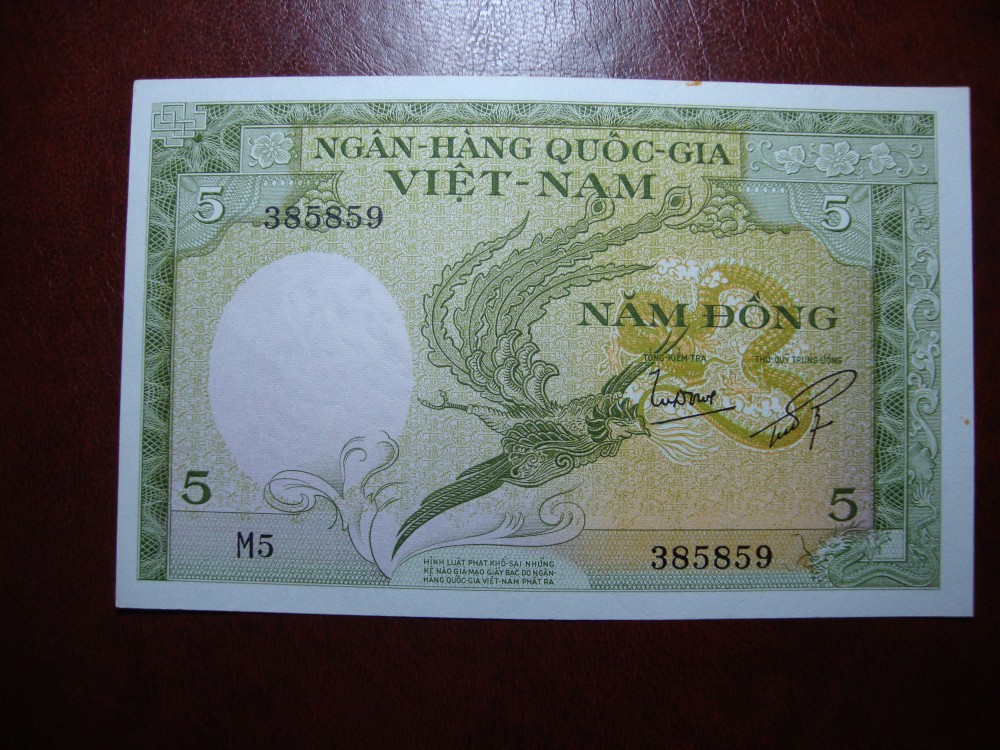 NGÂN-HÀNG QUỐC-GIA
VIỆT-NAM
5
5
385859
NĂM ĐỒNG
TỔNG-KIỂM-TRA
THỦ-QUỸ TRUNG-ƯƠNG
5
5
M5
385859
HÌNH LUẬT PHẠT KHỔ-SAI NHỮNG
KẺ NÀO GIẢ MẠO GIẤY BẠC DO NGÂN-
HÀNG QUỐC-GIA VIỆT-NAM PHÁT RA